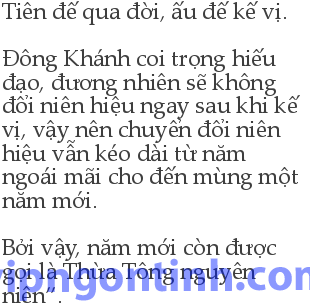 Tiên đế qua đời, ấu đế kế vị.
Đông Khánh coi trọng hiếu
đạo, đương nhiên sẽ không
đổi niên hiệu ngay sau khi kế
vị, vậy nên chuyển đổi niên
hiệu vẫn kéo dài từ năm
ngoái mãi cho đến mùng một
năm mới.
Bởi vậy, năm mới còn được
gọi là Thừa Tông nguyên
niên”.
vipngontinh.com